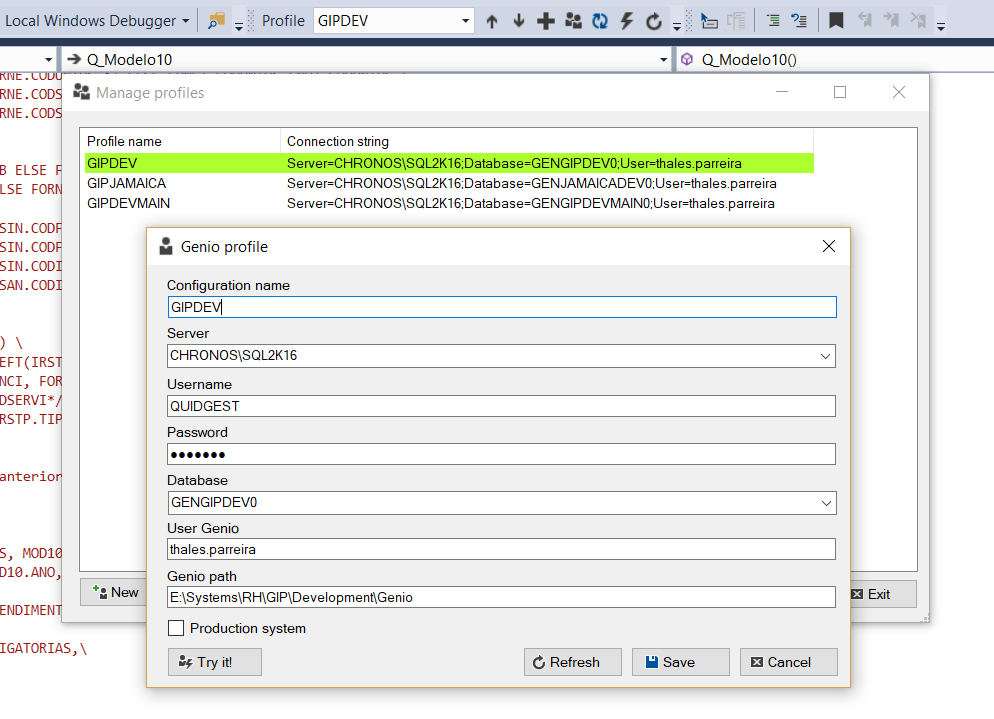 Local Windows Debugger
Profile GIPDEV
Q_Modelo10 Q_Modelo10()
RNE.CODS
RNE.CODS
B ELSE F
LSE FORN
SIN.CODF
SIN.CODF
SIN.CODI
SAN.CODI
) \
EFT(IRST
NCI, FOR
DSERVI*/
RSTP.TIP
anterior
S, MOD10
D10.ANO,
ENDIMENT
IGATORIAS,\
Manage profiles
Profile name Connection string
GIPDEV Server=CHRONOS\SQL2K16;Database=GENGIPDEV0;User=thales.parreira
GIPJAMAICA Server=CHRONOS\SQL2K16;Database=GENJAMAICADEV0;User=thales.parreira
GIPDEVMAIN Server=CHRONOS\SQL2K16;Database=GENGIPDEVMAIN0;User=thales.parreira
New Exit
Genio profile
Configuration name
GIPDEV
Server
CHRONOS\SQL2K16
Username
QUIDGEST
Password
●●●●●●●
Database
GENGIPDEV0
User Genio
thales.parreira
Genio path
E:\Systems\RH\GIP\Development\Genio
Production system
Try it! Refresh Save Cancel